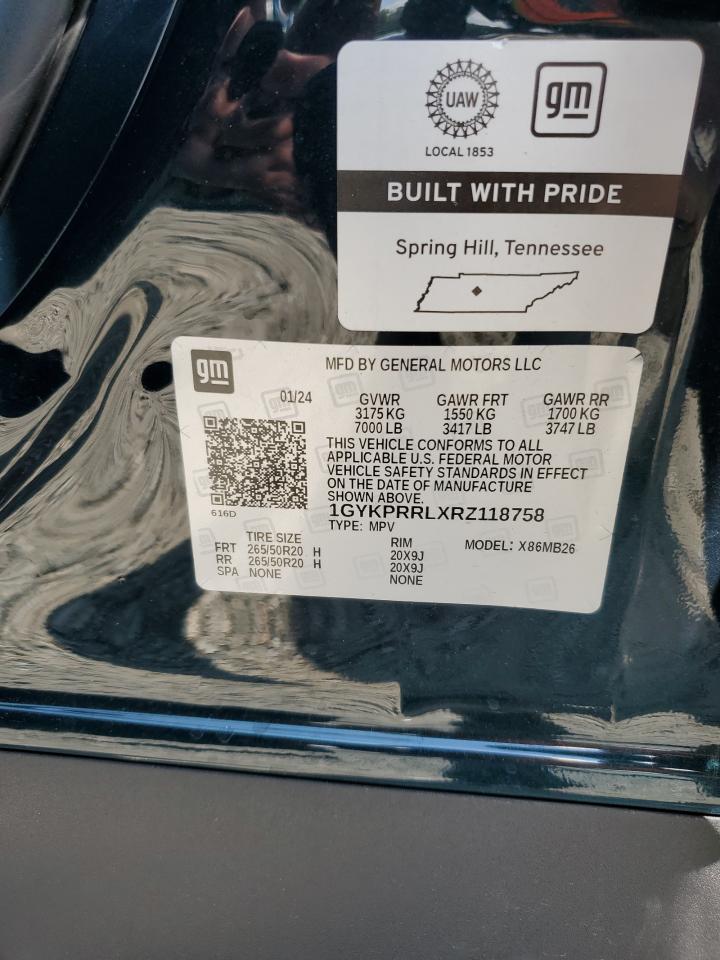 UAW
gm
LOCAL 1853
BUILT WITH PRIDE
Spring Hill, Tennessee
gm
MFD BY GENERAL MOTORS LLC
01/24 GVWR GAWR FRT GAWR RR
3175 KG 1550 KG 1700 KG
7000 LB 3417 LB 3747 LB
THIS VEHICLE CONFORMS TO ALL
APPLICABLE U.S. FEDERAL MOTOR
VEHICLE SAFETY STANDARDS IN EFFECT
ON THE DATE OF MANUFACTURE
SHOWN ABOVE.
616D
1GYKPRRLXRZ118758
TYPE: MPV
TIRE SIZE RIM MODEL: X86MB26
FRT 265/50R20 H 20X9J
RR 265/50R20 H 20X9J
SPA NONE NONE